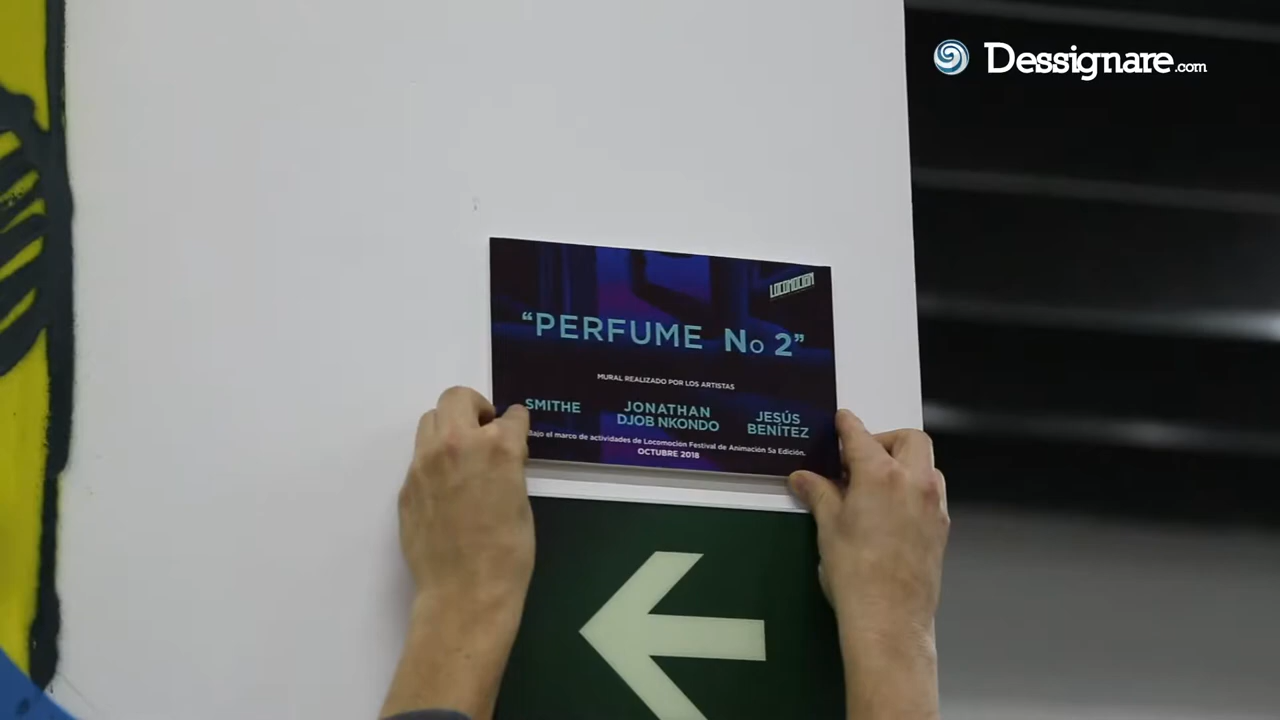 Dessignare.com
LOCOMOCIÓN
“PERFUME No 2”
MURAL REALIZADO POR LOS ARTISTAS
SMITHE
JONATHAN
DJOB NKONDO
JESÚS
BENÍTEZ
Bajo el marco de actividades de Locomoción Festival de Animación 5a Edición.
OCTUBRE 2018